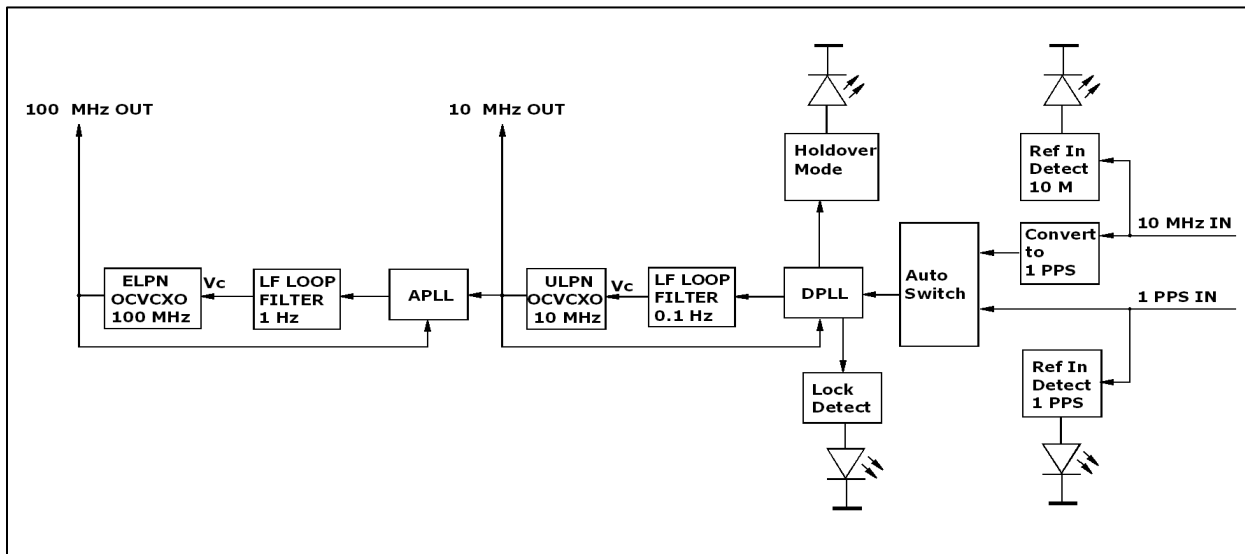 100 MHz OUT
10 MHz OUT
Holdover
Mode
Ref In
Detect
10 M
10 MHz IN
Convert
to
1 PPS
Auto
Switch
ELPN
OCVCXO
100 MHz
Vc
LF LOOP
FILTER
1 Hz
APLL
ULPN
OCVCXO
10 MHz
Vc
LF LOOP
FILTER
0.1 Hz
DPLL
1 PPS IN
Lock
Detect
Ref In
Detect
1 PPS